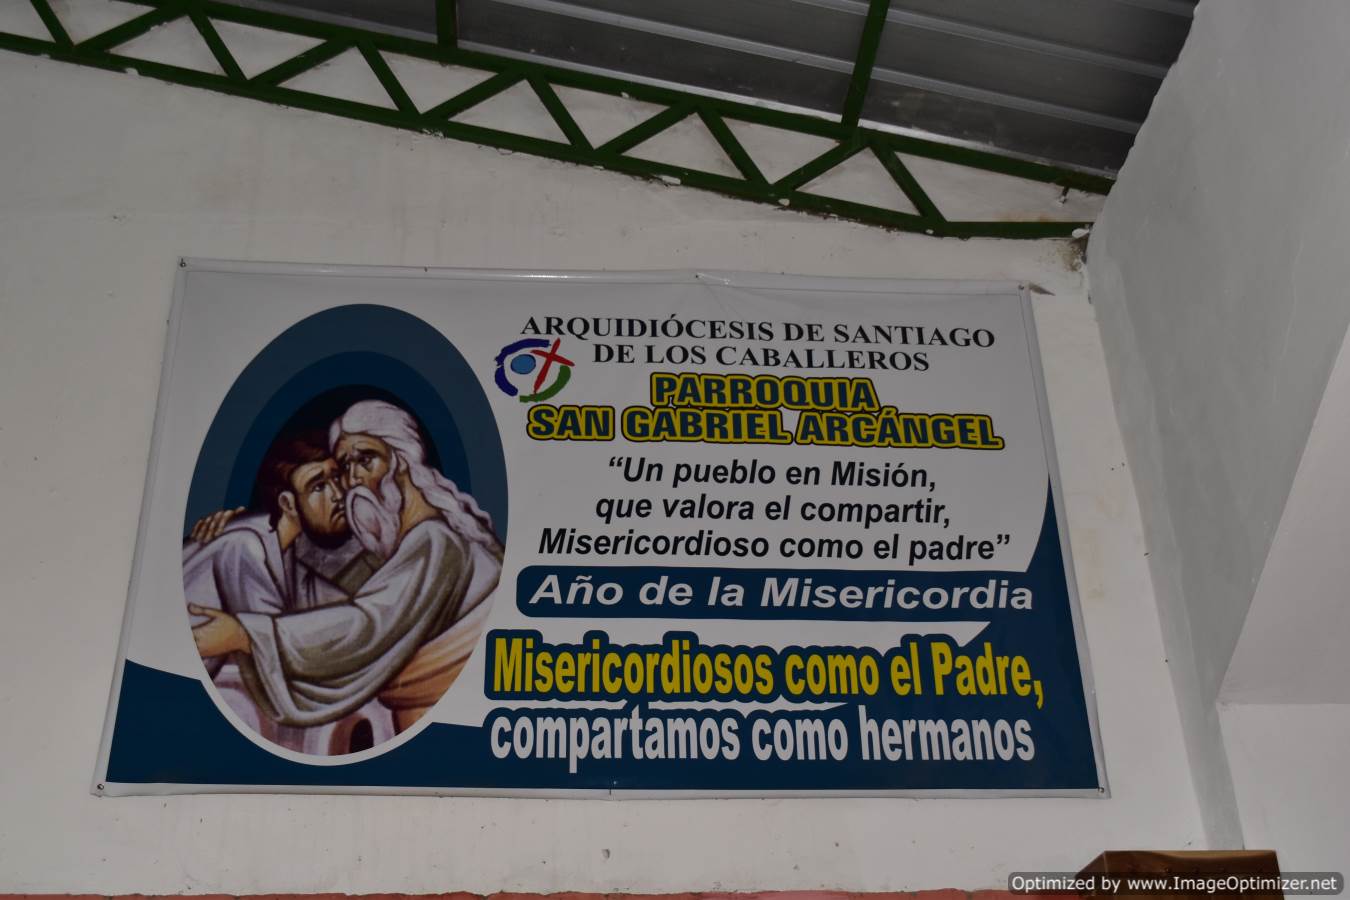 ARQUIDIÓCESIS DE SANTIAGO
DE LOS CABALLEROS
PARROQUIA
SAN GABRIEL ARCÁNGEL
“Un pueblo en Misión,
que valora el compartir,
Misericordioso como el padre”
Año de la Misericordia
Misericordiosos como el Padre,
compartamos como hermanos
Optimized by www.ImageOptimizer.net